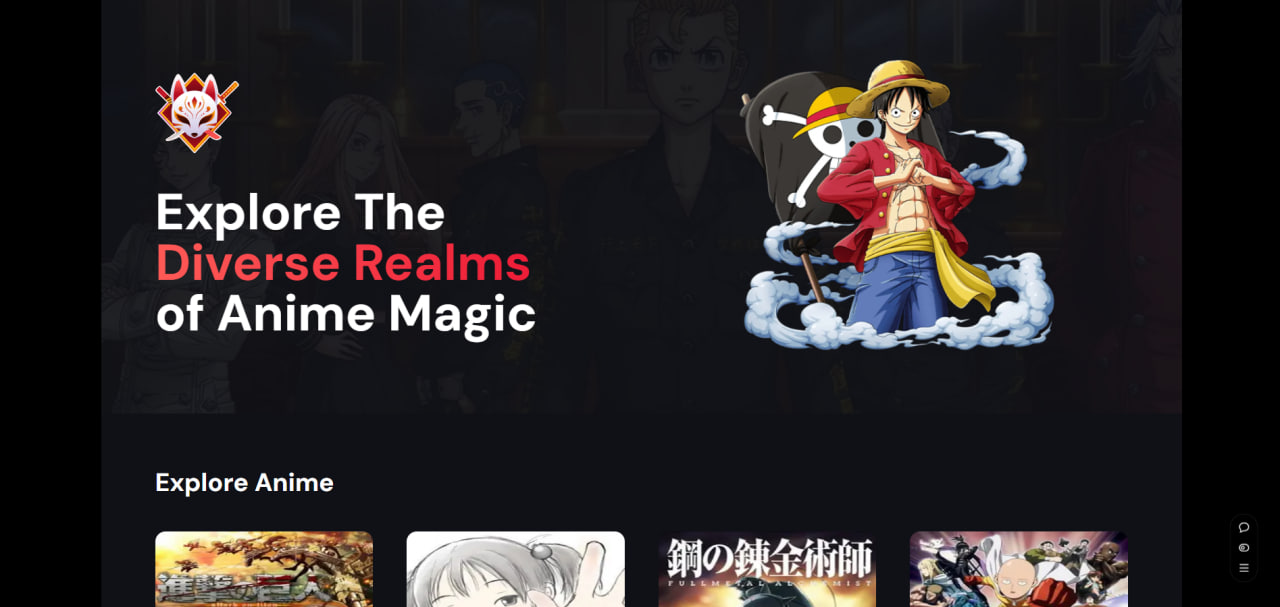 Explore The
Diverse Realms
of Anime Magic
Explore Anime
進撃の巨人
鋼の錬金術師
FULLMETAL ALCHEMIST